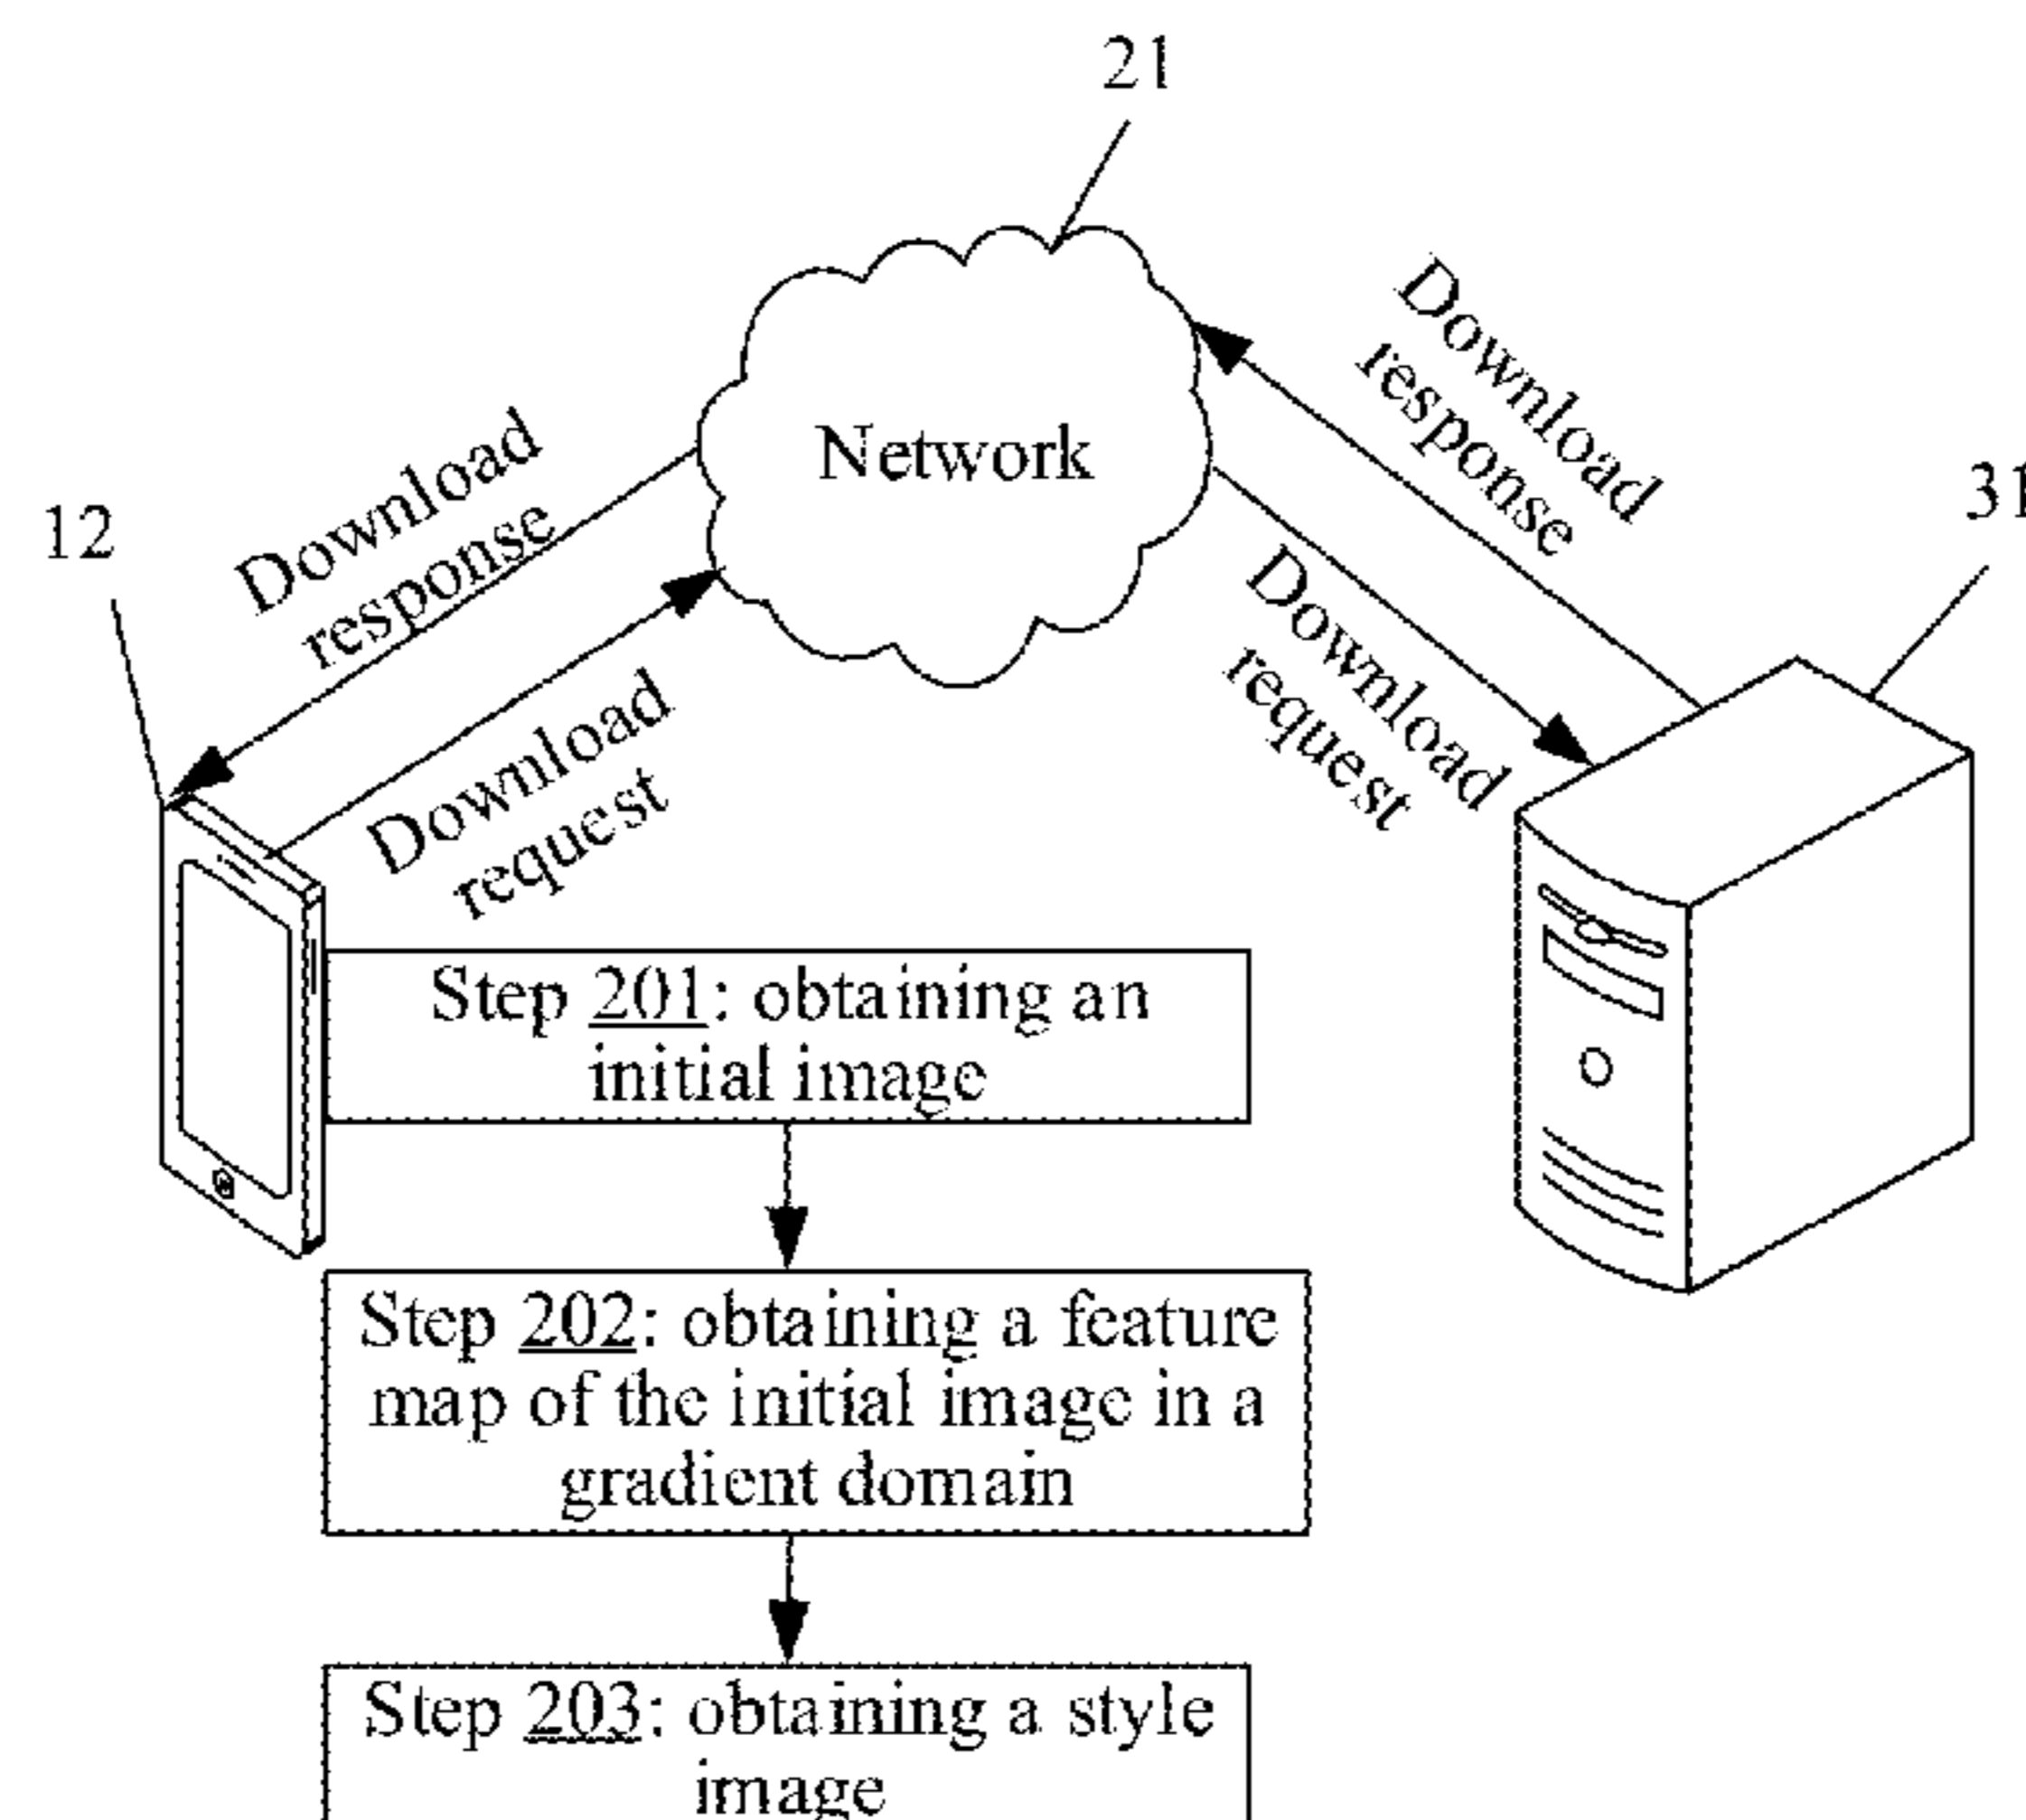 21
Download
response
Network
Download
response
12
31
Download
request
Download
request
Step 201: obtaining an
initial image
Step 202: obtaining a feature
map of the initial image in a
gradient domain
Step 203: obtaining a style
image